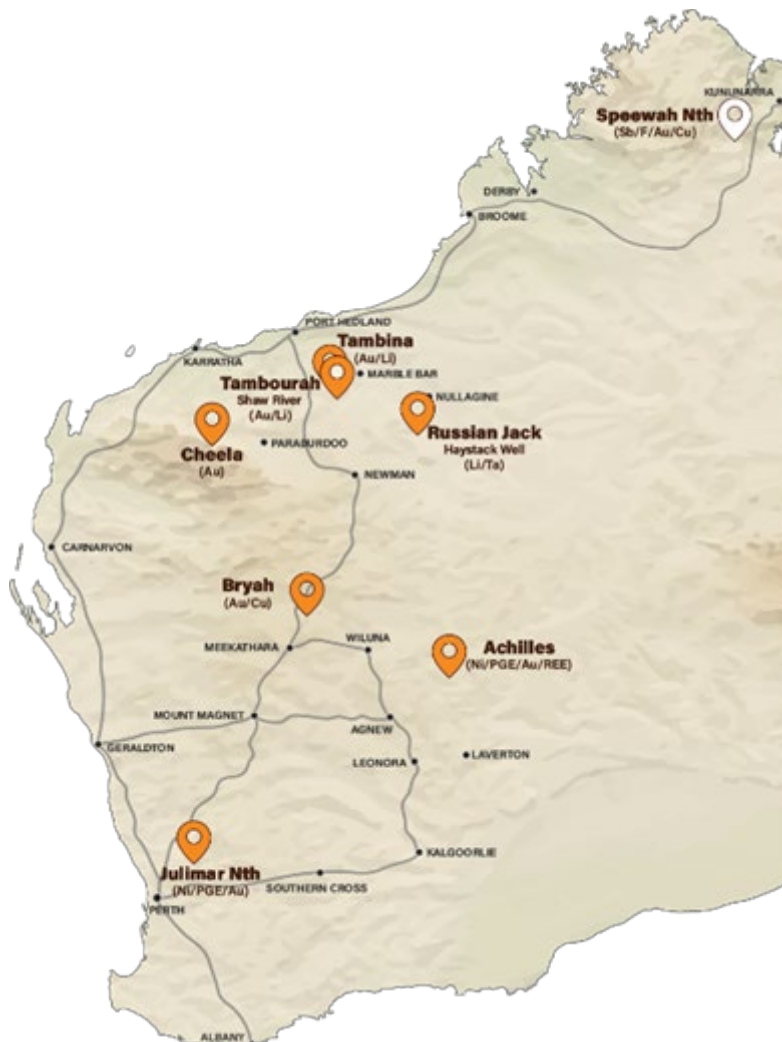 KUNUNARRA
Speewah Nth
(Sb/F/Au/Cu)
DERBY
BROOME
PORT HEDLAND
Tambina
(Au/Li)
KARRATHA
MARBLE BAR
Tambourah
Shaw River
(Au/Li)
NULLAGINE
Russian Jack
Haystack Well
(Li/Ta)
Cheela
(Au)
PARABURDOO
NEWMAN
CARNARVON
Bryah
(Au/Cu)
MEEKATHARA
WILUNA
Achilles
(Ni/PGE/Au/REE)
MOUNT MAGNET
AGNEW
GERALDTON
LEONORA
LAVERTON
Julimar Nth
(Ni/PGE/Au)
KALGOORLIE
SOUTHERN CROSS
PERTH
ALBANY